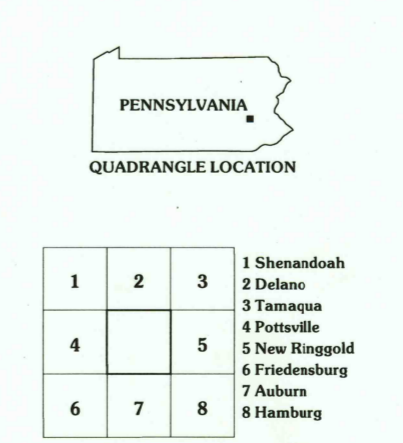 PENNSYLVANIA
QUADRANGLE LOCATION
1 2 3
4 5
6 7 8
1 Shenandoah
2 Delano
3 Tamaqua
4 Pottsville
5 New Ringgold
6 Friedensburg
7 Auburn
8 Hamburg